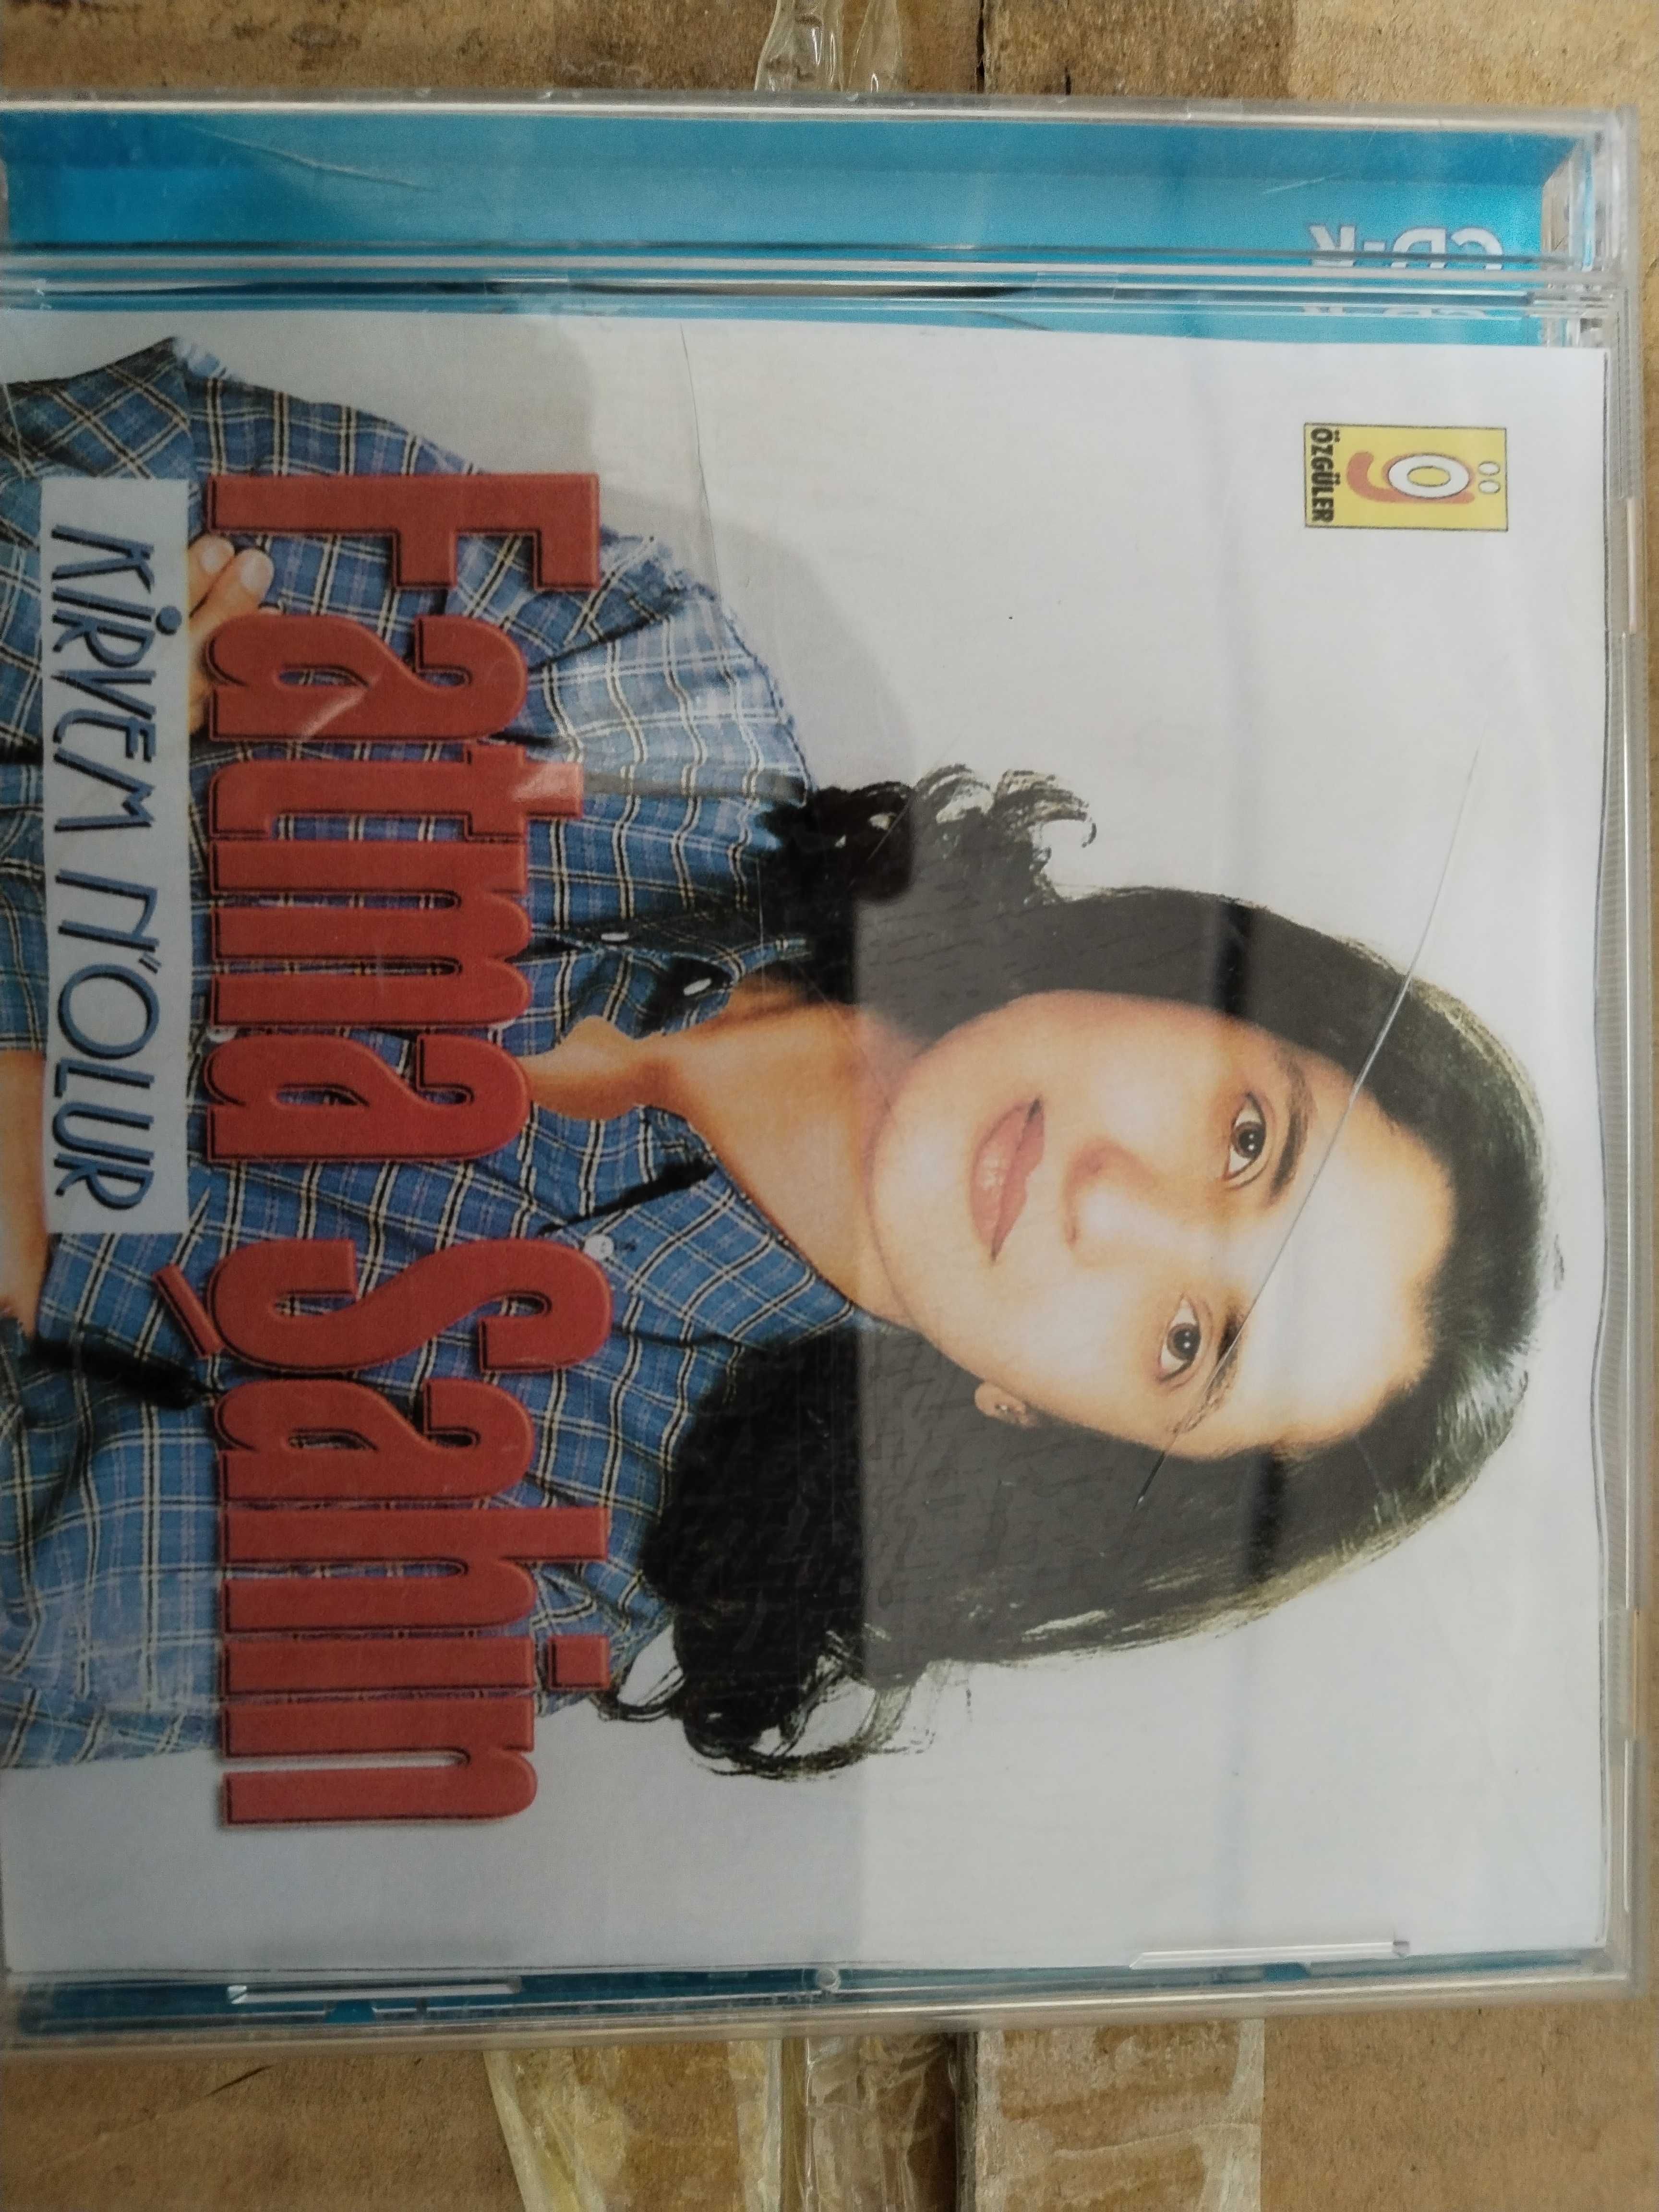 CD-R
ÖZGÜLER
Fatma Şahin
KİRVEM N'OLUR